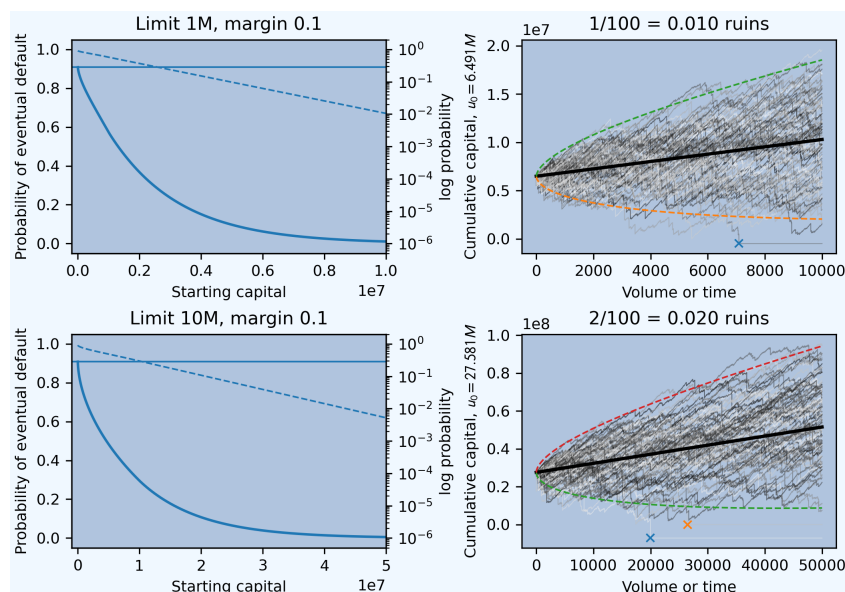 Limit 1M, margin 0.1
Probability of eventual default
1.0
0.8
0.6
0.4
0.2
0.0
10⁰
10⁻¹
10⁻²
10⁻³
10⁻⁴
10⁻⁵
10⁻⁶
log probability
0.0 0.2 0.4 0.6 0.8 1.0
Starting capital
1e7
1/100 = 0.010 ruins
1e7
Cumulative capital, u₀ = 6.491M
2.0
1.5
1.0
0.5
0.0
0 2000 4000 6000 8000 10000
Volume or time
Limit 10M, margin 0.1
Probability of eventual default
1.0
0.8
0.6
0.4
0.2
0.0
10⁰
10⁻¹
10⁻²
10⁻³
10⁻⁴
10⁻⁵
10⁻⁶
log probability
0 1 2 3 4 5
Starting capital
1e7
2/100 = 0.020 ruins
1e8
Cumulative capital, u₀ = 27.581M
1.0
0.8
0.6
0.4
0.2
0.0
0 10000 20000 30000 40000 50000
Volume or time